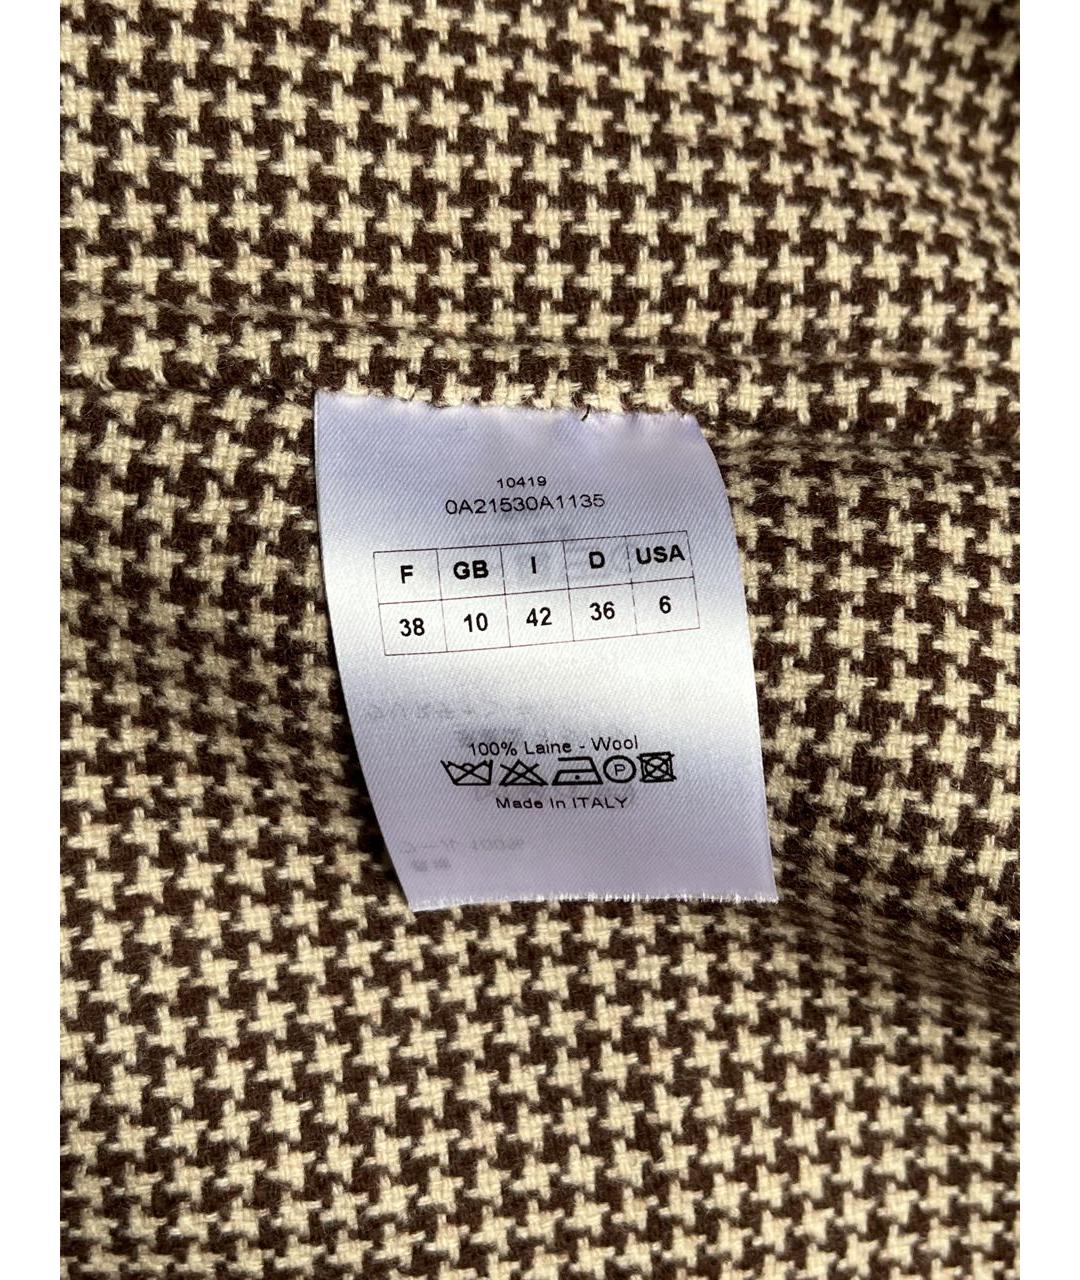 10419
0A21530A1135
F GB I D USA
38 10 42 36 6
100% Laine - Wool
P
Made In ITALY